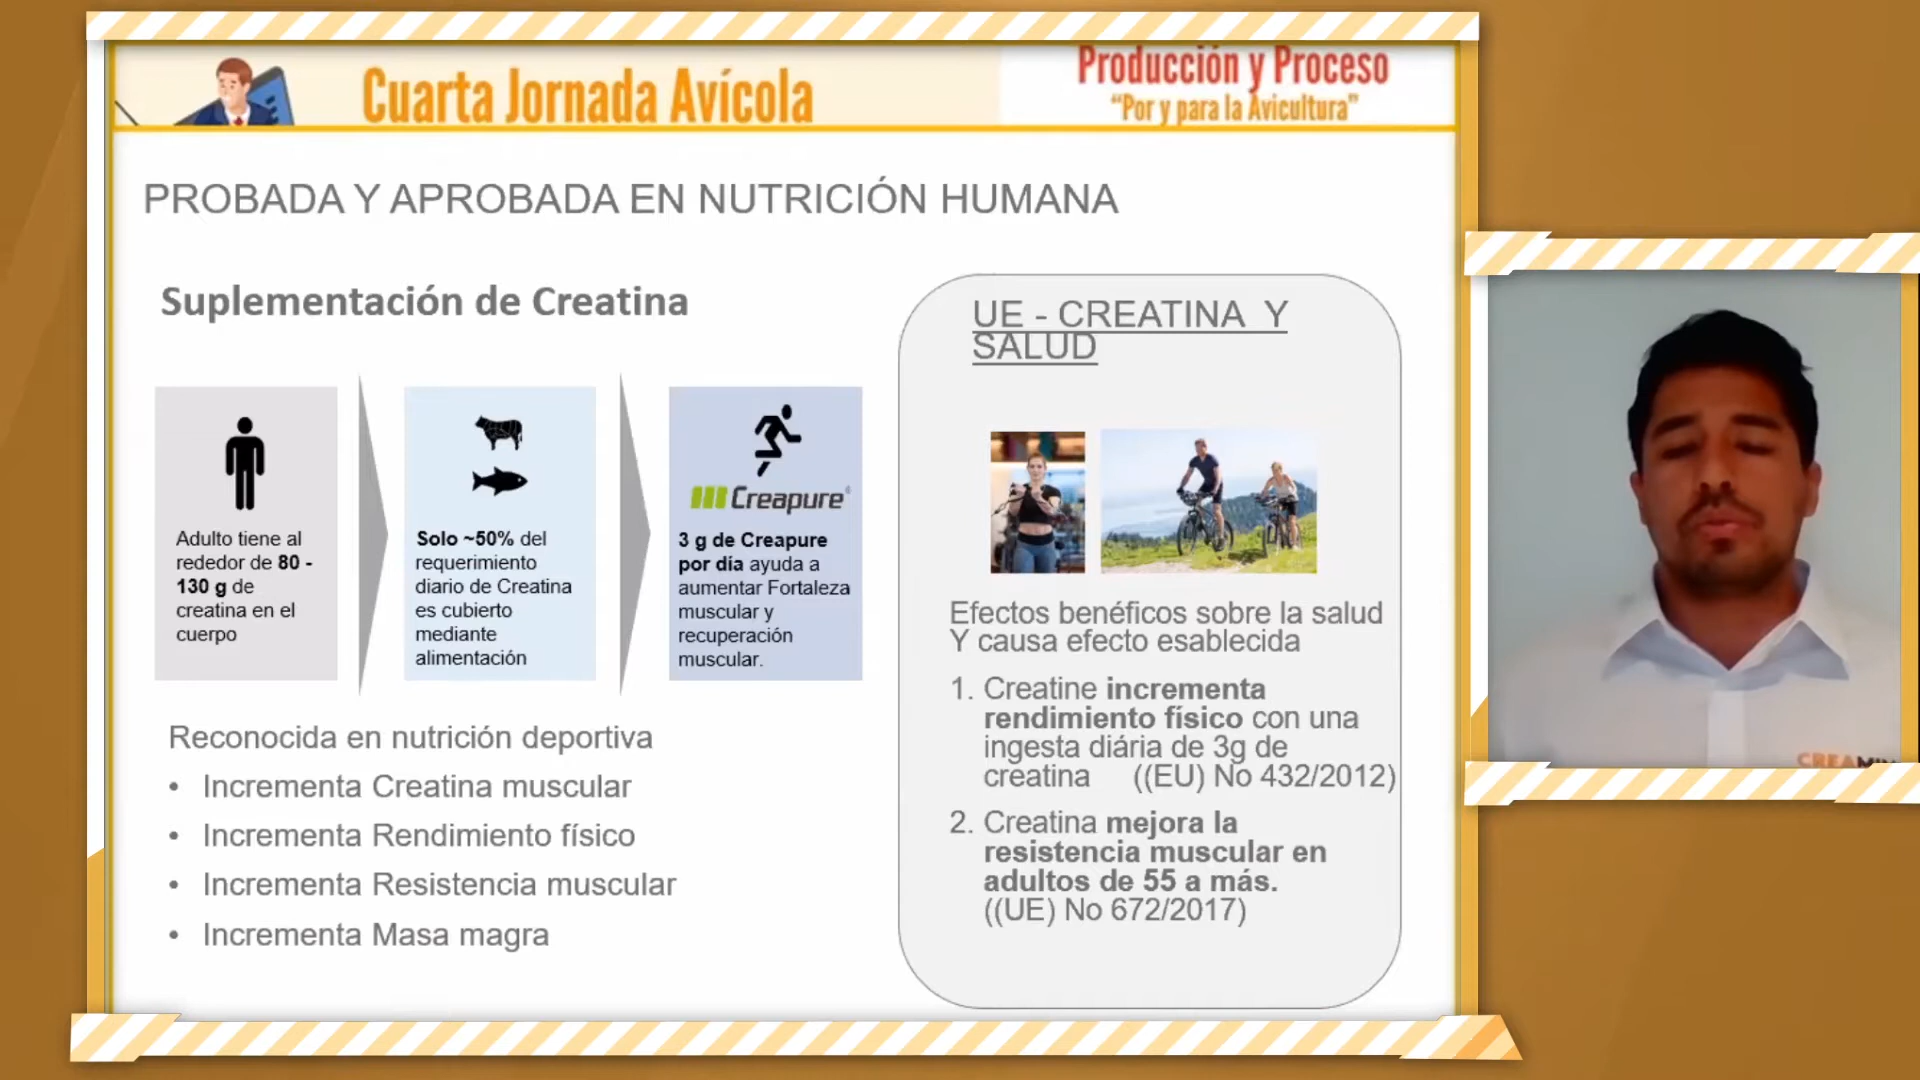 Cuarta Jornada Avícola
Producción y Proceso
“Por y para la Avicultura”
PROBADA Y APROBADA EN NUTRICIÓN HUMANA
Suplementación de Creatina
Adulto tiene al
rededor de 80 -
130 g de
creatina en el
cuerpo
Solo ~50% del
requerimiento
diario de Creatina
es cubierto
mediante
alimentación
Creapure®
3 g de Creapure
por día ayuda a
aumentar Fortaleza
muscular y
recuperación
muscular.
Reconocida en nutrición deportiva
• Incrementa Creatina muscular
• Incrementa Rendimiento físico
• Incrementa Resistencia muscular
• Incrementa Masa magra
UE - CREATINA Y
SALUD
Efectos benéficos sobre la salud
Y causa efecto esablecida
1. Creatine incrementa
rendimiento físico con una
ingesta diária de 3g de
creatina ((EU) No 432/2012)
2. Creatina mejora la
resistencia muscular en
adultos de 55 a más.
((UE) No 672/2017)